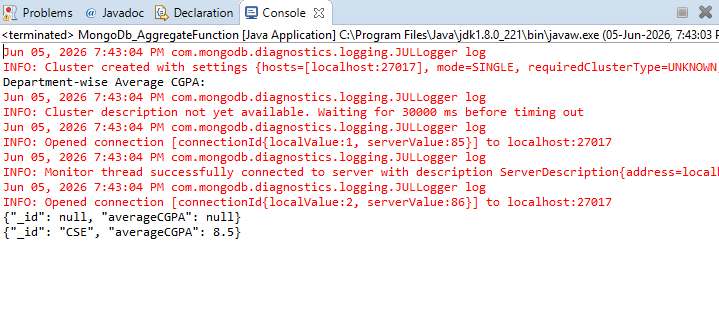 Problems @ Javadoc Declaration Console
<terminated> MongoDb_AggregateFunction [Java Application] C:\Program Files\Java\jdk1.8.0_221\bin\javaw.exe (05-Jun-2026, 7:43:03 P
Jun 05, 2026 7:43:04 PM com.mongodb.diagnostics.logging.JULLogger log
INFO: Cluster created with settings {hosts=[localhost:27017], mode=SINGLE, requiredClusterType=UNKNOWN,
Department-wise Average CGPA:
Jun 05, 2026 7:43:04 PM com.mongodb.diagnostics.logging.JULLogger log
INFO: Cluster description not yet available. Waiting for 30000 ms before timing out
Jun 05, 2026 7:43:04 PM com.mongodb.diagnostics.logging.JULLogger log
INFO: Opened connection [connectionId{localValue:1, serverValue:85}] to localhost:27017
Jun 05, 2026 7:43:04 PM com.mongodb.diagnostics.logging.JULLogger log
INFO: Monitor thread successfully connected to server with description ServerDescription{address=local
Jun 05, 2026 7:43:04 PM com.mongodb.diagnostics.logging.JULLogger log
INFO: Opened connection [connectionId{localValue:2, serverValue:86}] to localhost:27017
{"_id": null, "averageCGPA": null}
{"_id": "CSE", "averageCGPA": 8.5}